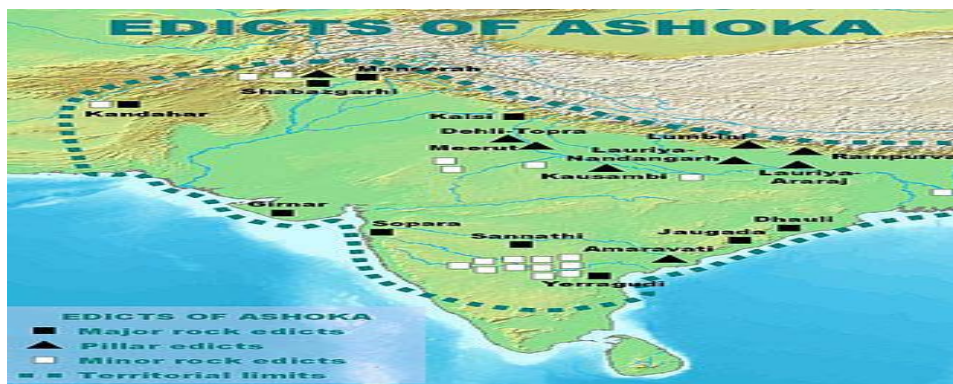 EDICTS OF ASHOKA
Manserah
Shabazgarhi
Kandahar
Kalsi
Dehli-Topra
Meerut
Lumbini
Lauriya-
Nandangarh
Rampurva
Kausambi
Lauriya-
Araraj
Girnar
Sopara
Sannathi
Dhauli
Jaugada
Amaravati
Yerragudi
EDICTS OF ASHOKA
Major rock edicts
Pillar edicts
Minor rock edicts
Territorial limits